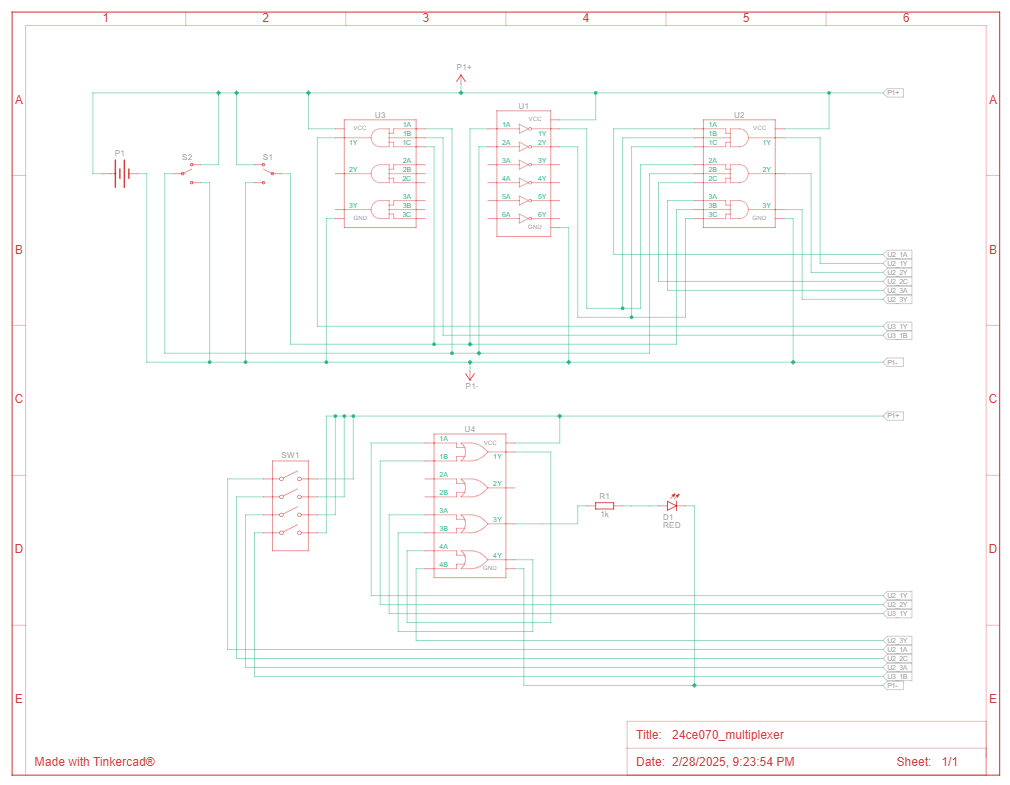 1 2 3 4 5 6
A A
P1+
P1+
U3 U1 U2
VCC 1A 1B 1C 1Y
2A 2B 2C 2Y
3A 3B 3C 3Y GND
VCC 1A 1Y
2A 2Y
3A 3Y
4A 4Y
5A 5Y
6A 6Y
GND
1A 1B 1C VCC 1Y
2A 2B 2C 2Y
3A 3B 3C 3Y GND
P1 S2 S1
B B
U2_1A
U2_1Y
U2_2Y
U2_2C
U2_3A
U2_3Y
U3_1Y
U3_1B
P1-
P1-
C C
P1+
U4
1A VCC
1B 1Y
2A 2Y
2B
3A 3Y
3B
4A 4Y
4B GND
SW1
R1
1k
D1
RED
D D
U2_1Y
U2_2Y
U3_1Y
U2_3Y
U2_1A
U2_2C
U2_3A
U3_1B
P1-
E E
Title: 24ce070_multiplexer
Made with Tinkercad® Date: 2/28/2025, 9:23:54 PM Sheet: 1/1